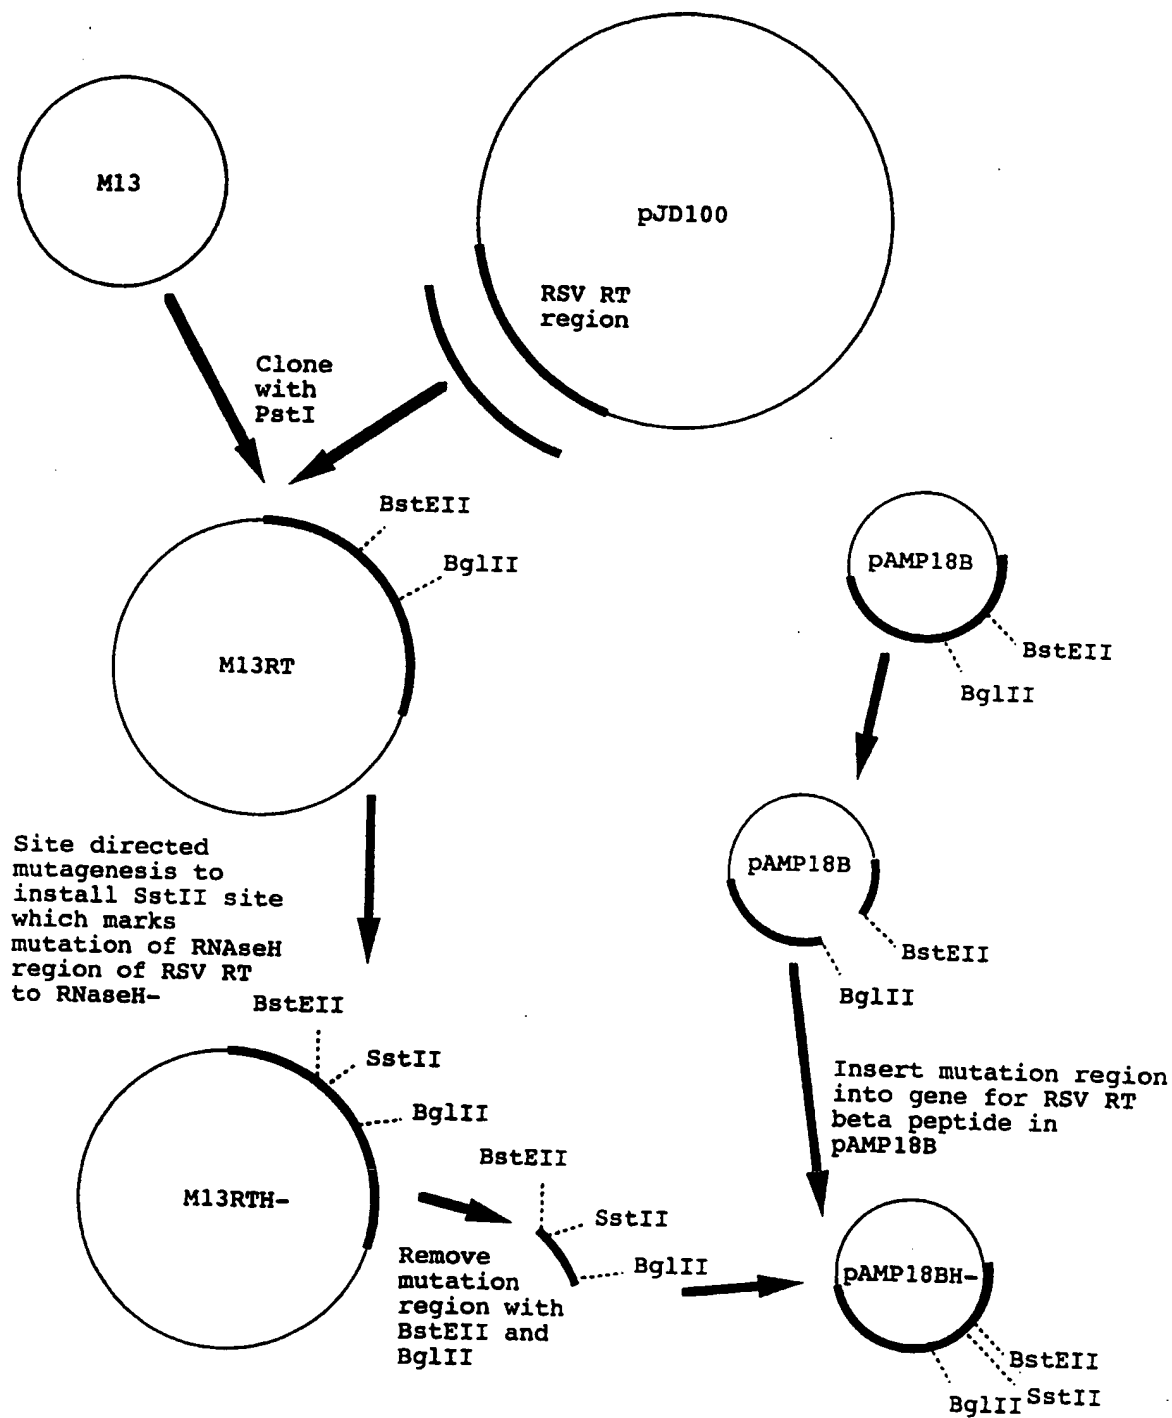 M13
pJD100
RSV RT
region
Clone
with
PstI
BstEII
BglII
M13RT
pAMP18B
BstEII
BglII
Site directed
mutagenesis to
install SstII site
which marks
mutation of RNAseH
region of RSV RT
to RNaseH-
pAMP18B
BstEII
BglII
BstEII
SstII
BglII
M13RTH-
Insert mutation region
into gene for RSV RT
beta peptide in
pAMP18B
BstEII
SstII
BglII
Remove
mutation
region with
BstEII and
BglII
pAMP18BH-
BstEII
SstII
BglII